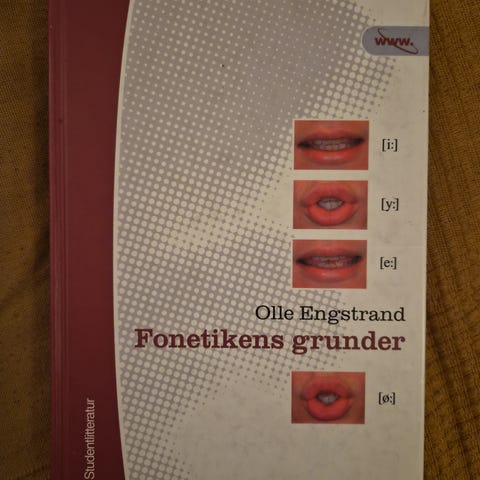 www.
[i:]
[y:]
[e:]
Olle Engstrand
Fonetikens grunder
[ø:]
Studentlitteratur